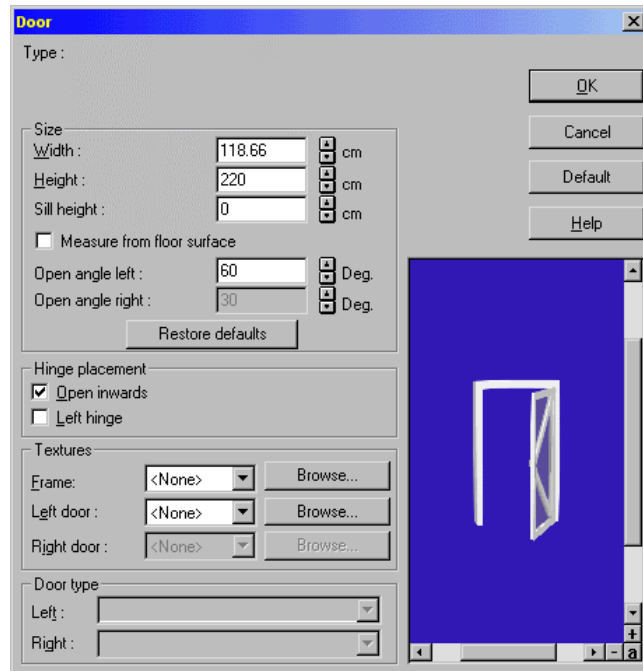 Door
Type :
OK
Cancel
Default
Help
Size
Width : 118.66 cm
Height : 220 cm
Sill height : 0 cm
Measure from floor surface
Open angle left : 60 Deg.
Open angle right : 30 Deg.
Restore defaults
Hinge placement
Open inwards
Left hinge
Textures
Frame: <None> Browse...
Left door : <None> Browse...
Right door : <None> Browse...
Door type
Left :
Right :
a